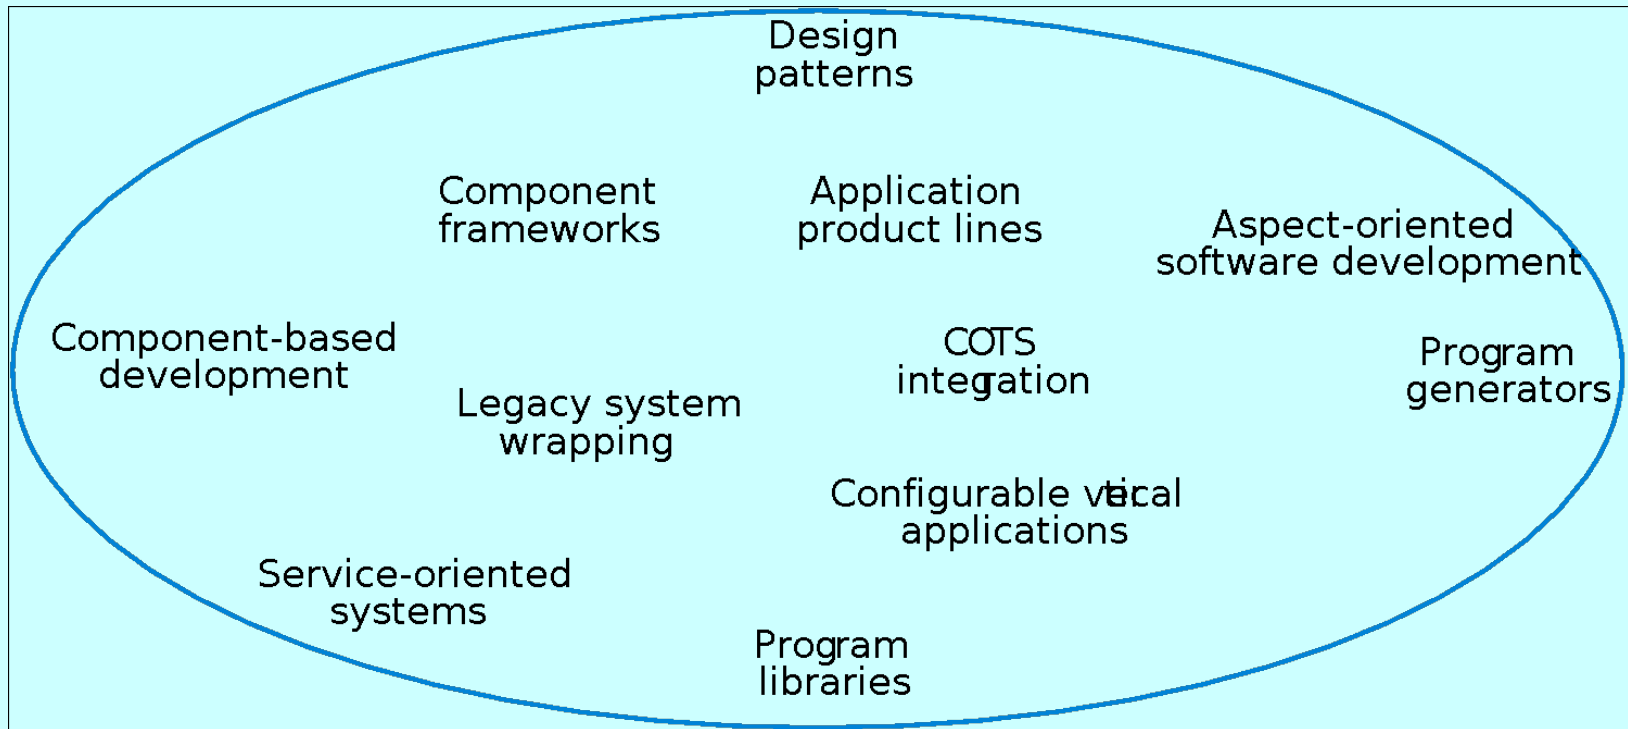 Design
patterns
Component
frameworks
Application
product lines
Aspect-oriented
software development
Component-based
development
COTS
integration
Program
generators
Legacy system
wrapping
Configurable vertical
applications
Service-oriented
systems
Program
libraries